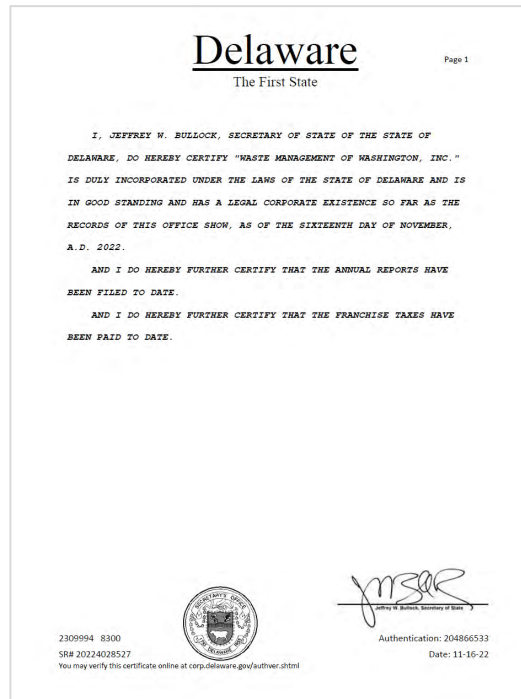 Delaware
Page 1
The First State
I, JEFFREY W. BULLOCK, SECRETARY OF STATE OF THE STATE OF
DELAWARE, DO HEREBY CERTIFY "WASTE MANAGEMENT OF WASHINGTON, INC."
IS DULY INCORPORATED UNDER THE LAWS OF THE STATE OF DELAWARE AND IS
IN GOOD STANDING AND HAS A LEGAL CORPORATE EXISTENCE SO FAR AS THE
RECORDS OF THIS OFFICE SHOW, AS OF THE SIXTEENTH DAY OF NOVEMBER,
A.D. 2022.
AND I DO HEREBY FURTHER CERTIFY THAT THE ANNUAL REPORTS HAVE
BEEN FILED TO DATE.
AND I DO HEREBY FURTHER CERTIFY THAT THE FRANCHISE TAXES HAVE
BEEN PAID TO DATE.
SECRETARY'S OFFICE
DELAWARE
Jeffrey W. Bullock, Secretary of State
2309994 8300
Authentication: 204866533
SR# 20224028527
Date: 11-16-22
You may verify this certificate online at corp.delaware.gov/authver.shtml